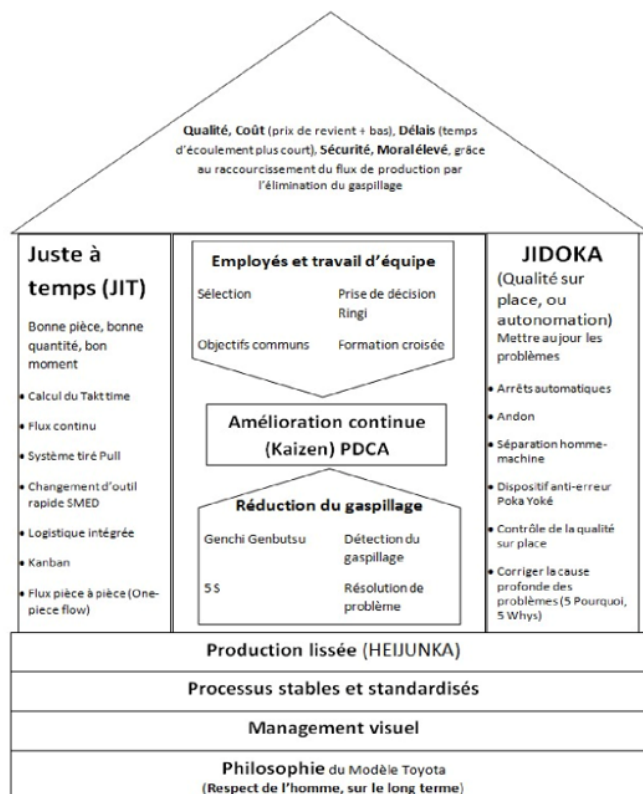 Qualité, Coût (prix de revient + bas), Délais (temps
d'écoulement plus court), Sécurité, Moral élevé, grâce
au raccourcissement du flux de production par
l'élimination du gaspillage
Juste à
temps (JIT)
Bonne pièce, bonne
quantité, bon
moment
• Calcul du Takt time
• Flux continu
• Système tiré Pull
• Changement d'outil
rapide SMED
• Logistique intégrée
• Kanban
• Flux pièce à pièce (One-
piece flow)
Employés et travail d'équipe
Sélection
Prise de décision
Ringi
Objectifs communs
Formation croisée
Amélioration continue
(Kaizen) PDCA
Réduction du gaspillage
Genchi Genbutsu
Détection du
gaspillage
5 S
Résolution de
problème
JIDOKA
(Qualité sur
place, ou
autonomation)
Mettre au jour les
problèmes
• Arrêts automatiques
• Andon
• Séparation homme-
machine
• Dispositif anti-erreur
Poka Yoké
• Contrôle de la qualité
sur place
• Corriger la cause
profonde des
problèmes (5 Pourquoi,
5 Whys)
Production lissée (HEIJUNKA)
Processus stables et standardisés
Management visuel
Philosophie du Modèle Toyota
(Respect de l'homme, sur le long terme)